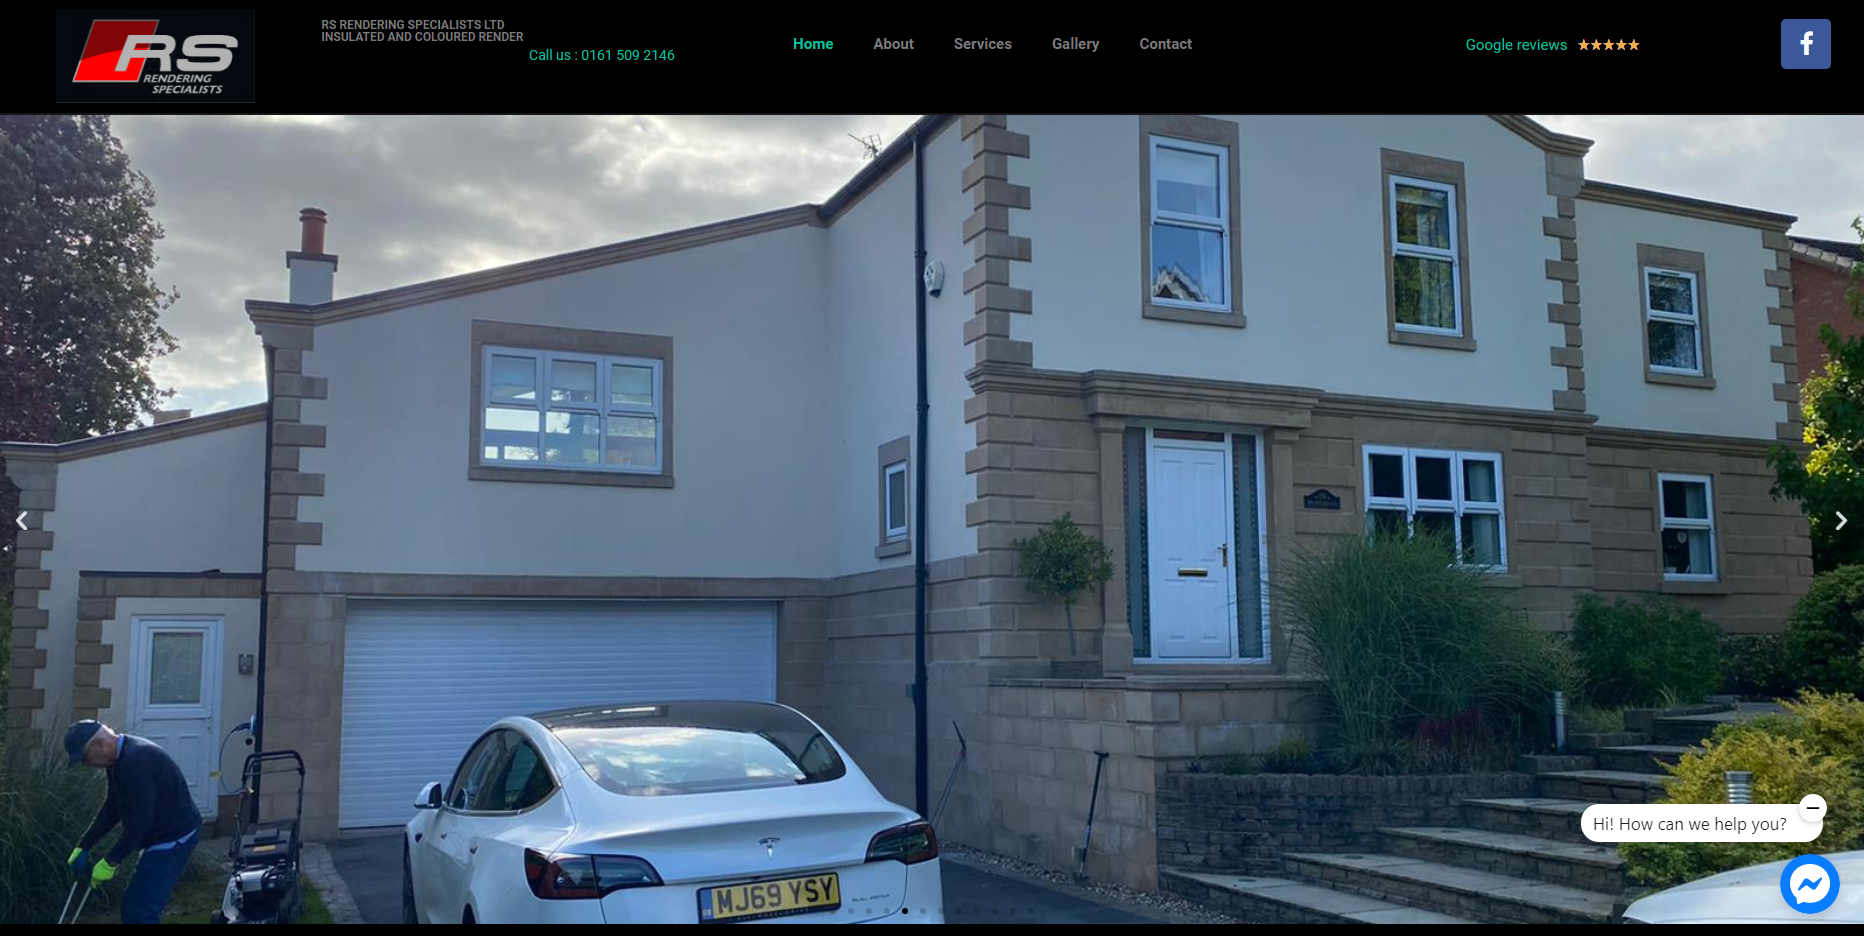 RS
RENDERING
SPECIALISTS
RS RENDERING SPECIALISTS LTD
INSULATED AND COLOURED RENDER
Call us : 0161 509 2146
Home
About
Services
Gallery
Contact
Google reviews ★★★★★
MJ69 YSY
Hi! How can we help you?